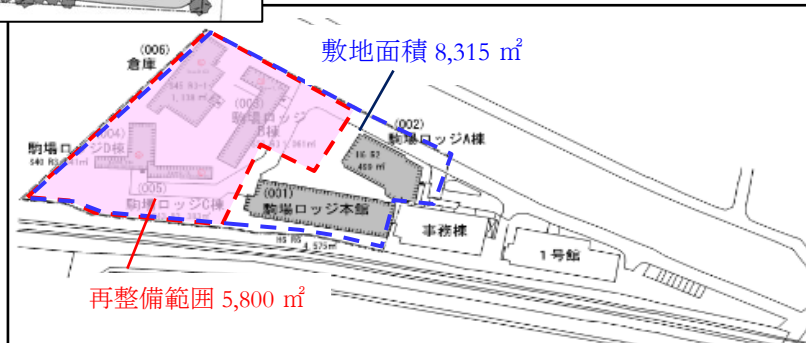 敷地面積 8,315 ㎡
(006)
倉庫
(002)
駒場ロッジA棟
(003)
駒場ロッジ
B棟
(004)
駒場ロッジD棟
(005)
駒場ロッジC棟
(001)
駒場ロッジ本館
事務棟
1号館
4,575㎡
再整備範囲 5,800 ㎡